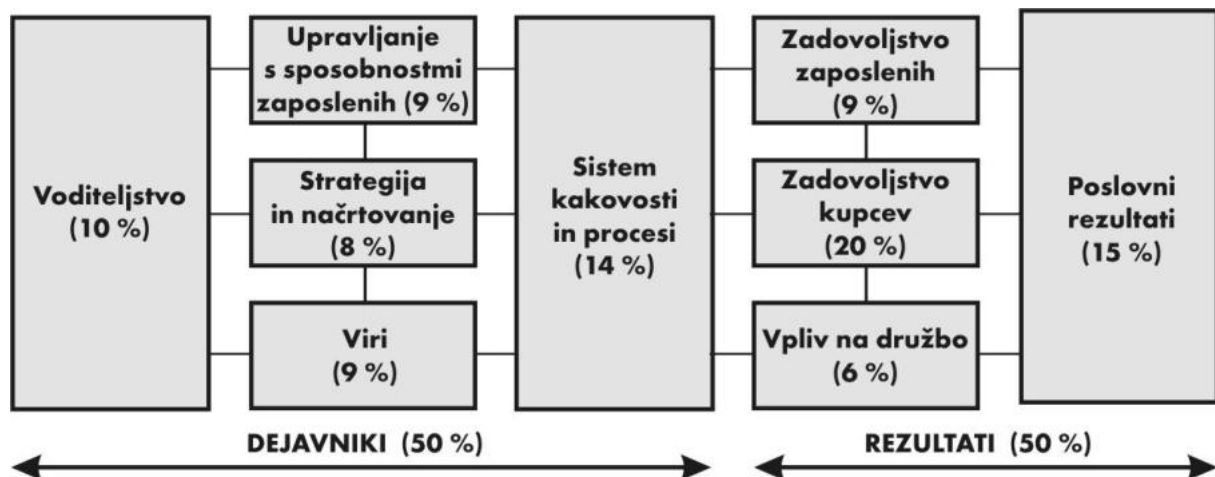 Voditeljstvo
(10 %)
Upravljanje
s sposobnostmi
zaposlenih (9 %)
Strategija
in načrtovanje
(8 %)
Viri
(9 %)
Sistem
kakovosti
in procesi
(14 %)
Zadovoljstvo
zaposlenih
(9 %)
Zadovoljstvo
kupcev
(20 %)
Vpliv na družbo
(6 %)
Poslovni
rezultati
(15 %)
DEJAVNIKI (50 %)
REZULTATI (50 %)